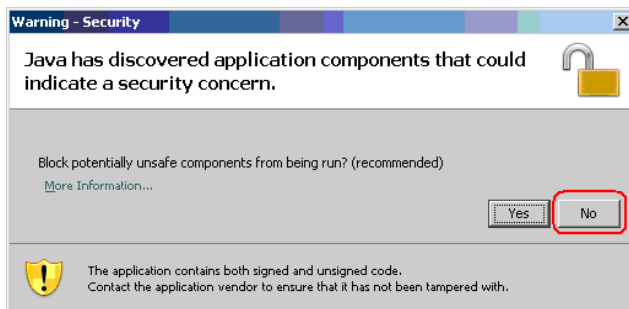 Warning - Security
Java has discovered application components that could
indicate a security concern.
Block potentially unsafe components from being run? (recommended)
More Information...
Yes
No
The application contains both signed and unsigned code.
Contact the application vendor to ensure that it has not been tampered with.